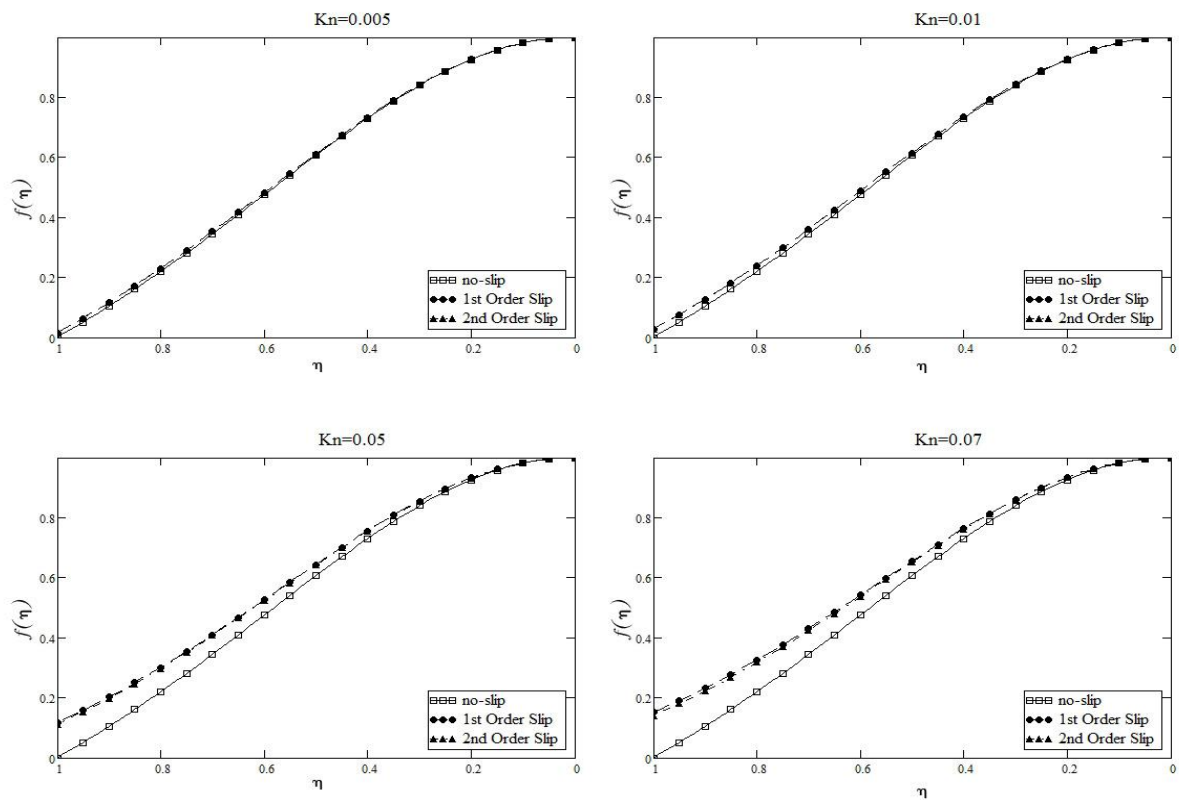 Kn=0.005
0.8
0.6
f(η)
0.4
0.2
0
no-slip
1st Order Slip
2nd Order Slip
1 0.8 0.6 0.4 0.2 0
η
Kn=0.01
0.8
0.6
f(η)
0.4
0.2
0
no-slip
1st Order Slip
2nd Order Slip
1 0.8 0.6 0.4 0.2 0
η
Kn=0.05
0.8
0.6
f(η)
0.4
0.2
0
no-slip
1st Order Slip
2nd Order Slip
1 0.8 0.6 0.4 0.2 0
η
Kn=0.07
0.8
0.6
f(η)
0.4
0.2
0
no-slip
1st Order Slip
2nd Order Slip
1 0.8 0.6 0.4 0.2 0
η